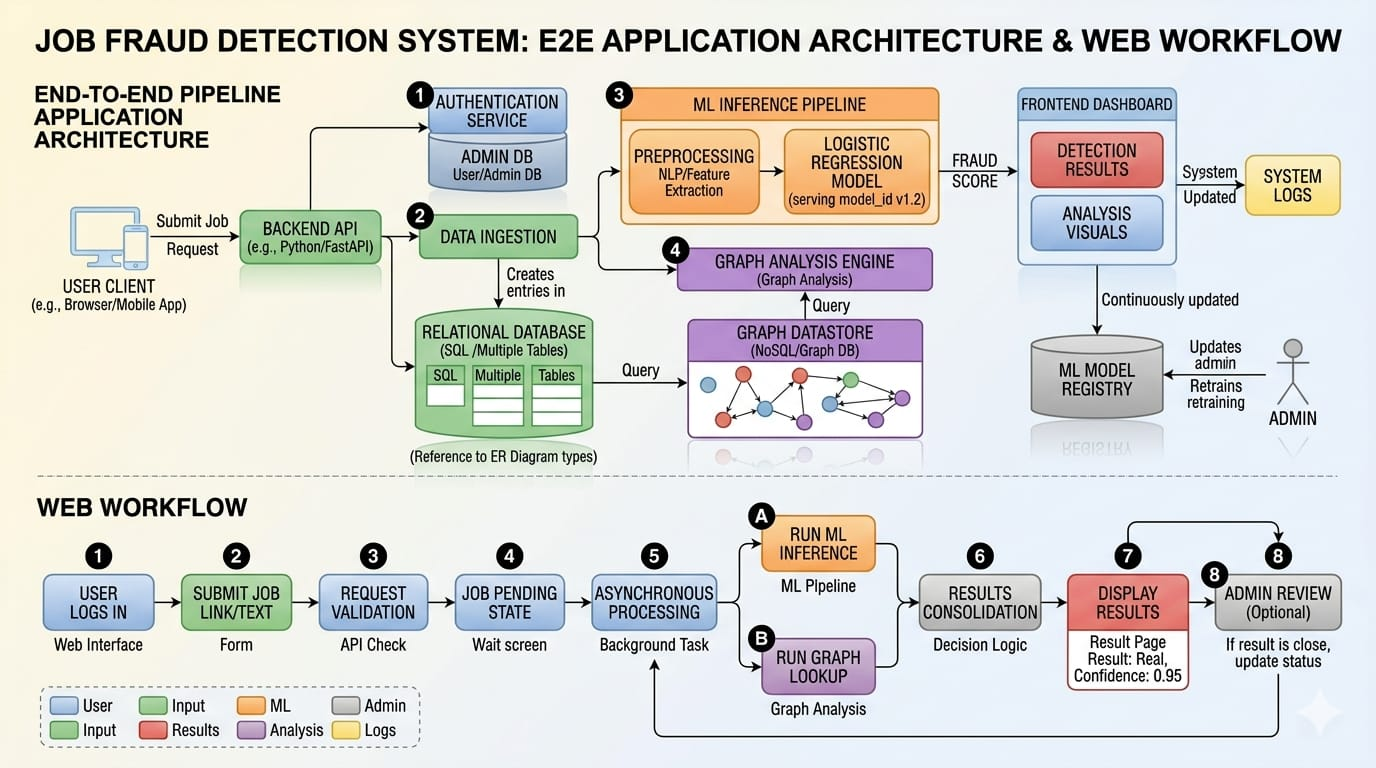 JOB FRAUD DETECTION SYSTEM: E2E APPLICATION ARCHITECTURE & WEB WORKFLOW
END-TO-END PIPELINE
APPLICATION
ARCHITECTURE
1
AUTHENTICATION
SERVICE
ADMIN DB
User/Admin DB
Submit Job
Request
USER CLIENT
(e.g., Browser/Mobile App)
BACKEND API
(e.g., Python/FastAPI)
2
DATA INGESTION
Creates
entries in
RELATIONAL DATABASE
(SQL /Multiple Tables)
SQL
Multiple
Tables
(Reference to ER Diagram types)
Query
3
ML INFERENCE PIPELINE
PREPROCESSING
NLP/Feature
Extraction
LOGISTIC
REGRESSION
MODEL
(serving model_id v1.2)
4
GRAPH ANALYSIS ENGINE
(Graph Analysis)
Query
GRAPH DATASTORE
(NoSQL/Graph DB)
FRAUD
SCORE
FRONTEND DASHBOARD
DETECTION
RESULTS
ANALYSIS
VISUALS
System
Updated
SYSTEM
LOGS
Continuously updated
ML MODEL
REGISTRY
REGISTRY
Updates
admin
Retrains
retraining
ADMIN
WEB WORKFLOW
1
USER
LOGS IN
Web Interface
2
SUBMIT JOB
LINK/TEXT
Form
3
REQUEST
VALIDATION
API Check
4
JOB PENDING
STATE
Wait screen
5
ASYNCHRONOUS
PROCESSING
Background Task
A
RUN ML
INFERENCE
ML Pipeline
B
RUN GRAPH
LOOKUP
Graph Analysis
6
RESULTS
CONSOLIDATION
Decision Logic
7
DISPLAY
RESULTS
Result Page
Result: Real,
Confidence: 0.95
8
8
ADMIN REVIEW
(Optional)
If result is close,
update status
User
Input
ML
Admin
Input
Results
Analysis
Logs